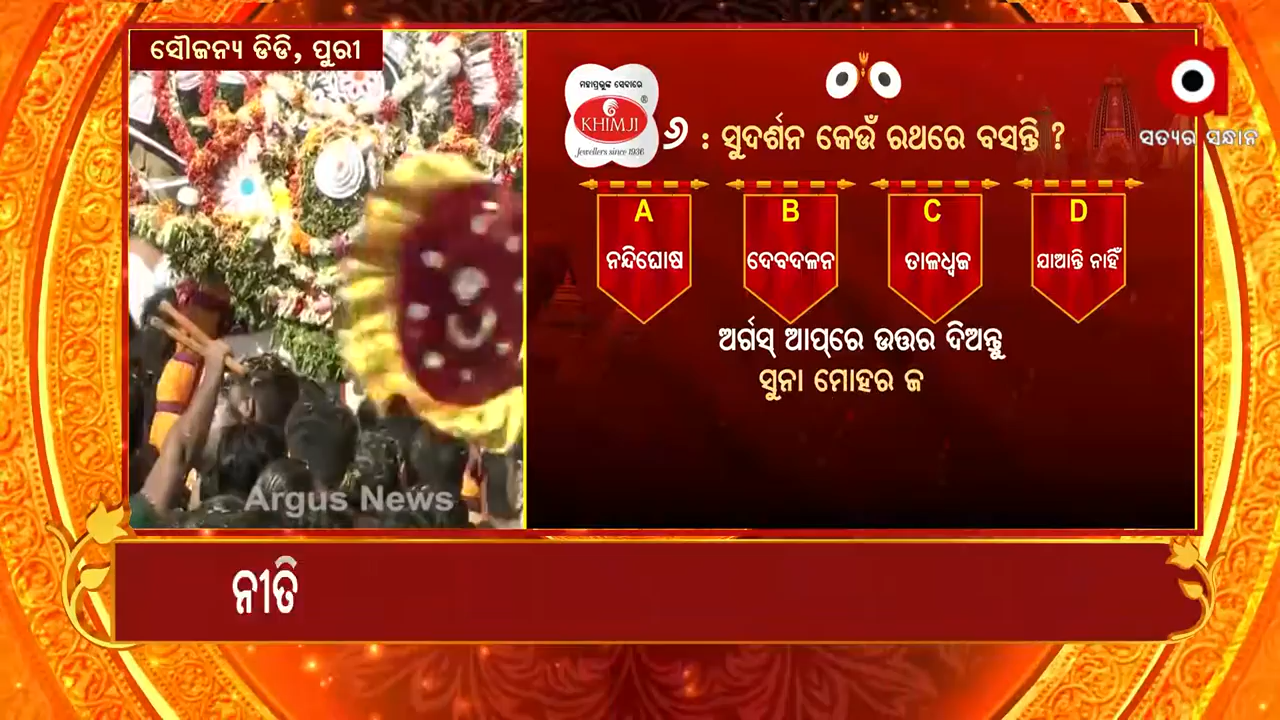 ସୌଜନ୍ୟ ଡିଡି, ପୁରୀ
ମହାପ୍ରଭୁଙ୍କ ସେବାରେ
KHIMJI
®
Jewellers since 1936
୬ : ସୁଦର୍ଶନ କେଉଁ ରଥରେ ବସନ୍ତି ?
ସତ୍ୟର ସନ୍ଧାନ
A
ନନ୍ଦିଘୋଷ
B
ଦେବଦଳନ
C
ତାଳଧ୍ୱଜ
D
ଯାଆନ୍ତି ନାହିଁ
ଅର୍ଗସ୍ ଆପ୍‌ରେ ଉତ୍ତର ଦିଅନ୍ତୁ
ସୁନା ମୋହର ଜ
Argus News
ନୀତି